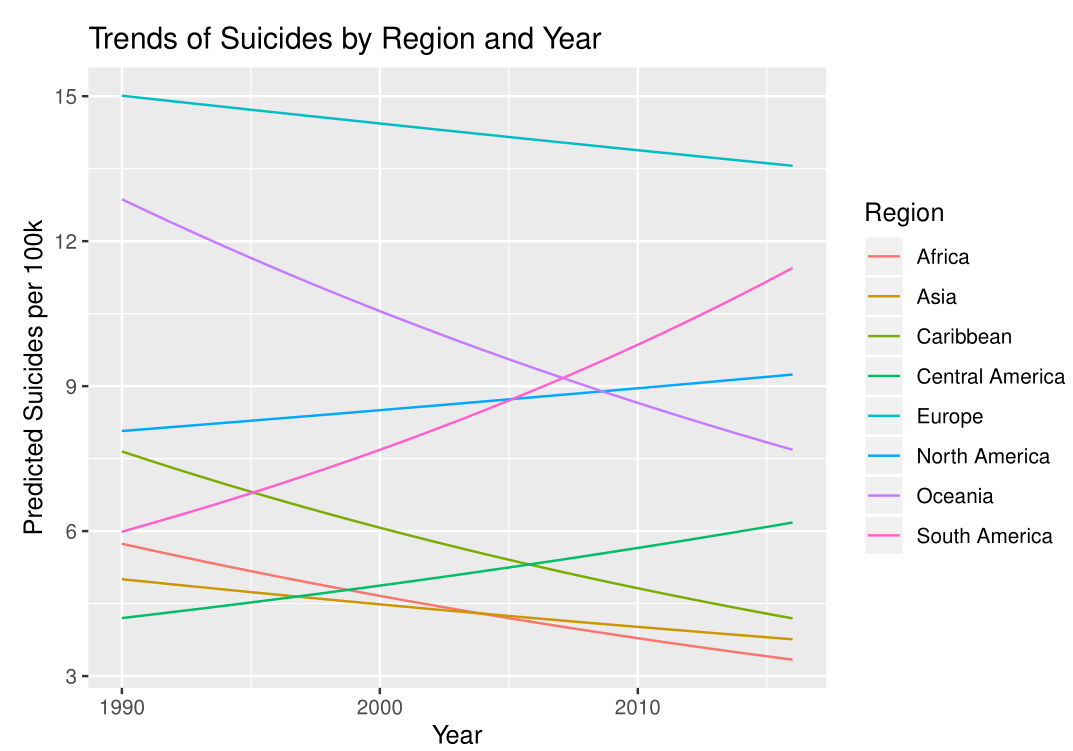 Trends of Suicides by Region and Year
Predicted Suicides per 100k
15
12
9
6
3
1990
2000
2010
Year
Region
Africa
Asia
Caribbean
Central America
Europe
North America
Oceania
South America